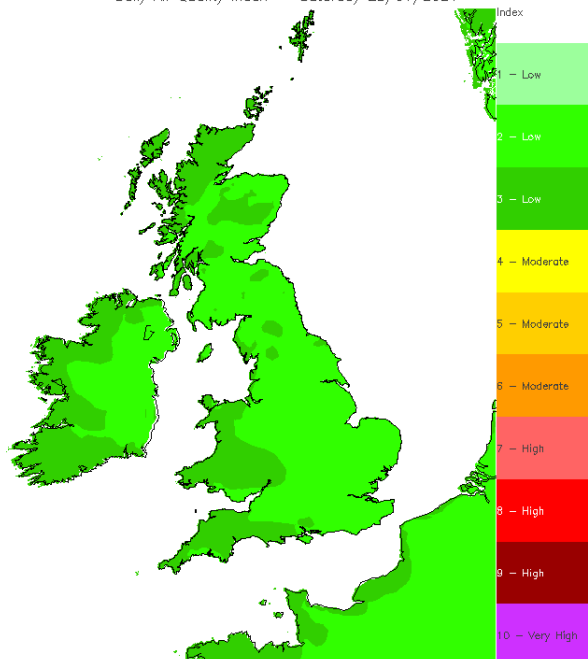 Index
1 - Low
2 - Low
3 - Low
4 - Moderate
5 - Moderate
6 - Moderate
7 - High
8 - High
9 - High
10 - Very High